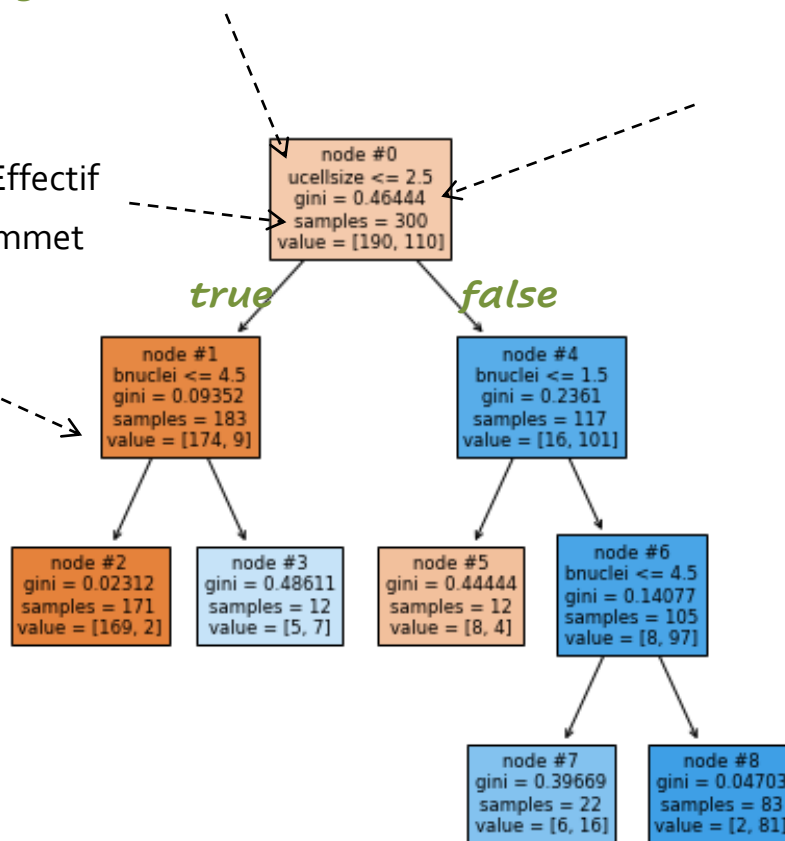 node #0
ucellsize <= 2.5
gini = 0.46444
samples = 300
value = [190, 110]
Effectif
mmet
true
false
node #1
bnuclei <= 4.5
gini = 0.09352
samples = 183
value = [174, 9]
node #4
bnuclei <= 1.5
gini = 0.2361
samples = 117
value = [16, 101]
node #2
gini = 0.02312
samples = 171
value = [169, 2]
node #3
gini = 0.48611
samples = 12
value = [5, 7]
node #5
gini = 0.44444
samples = 12
value = [8, 4]
node #6
bnuclei <= 4.5
gini = 0.14077
samples = 105
value = [8, 97]
node #7
gini = 0.39669
samples = 22
value = [6, 16]
node #8
gini = 0.04703
samples = 83
value = [2, 81]